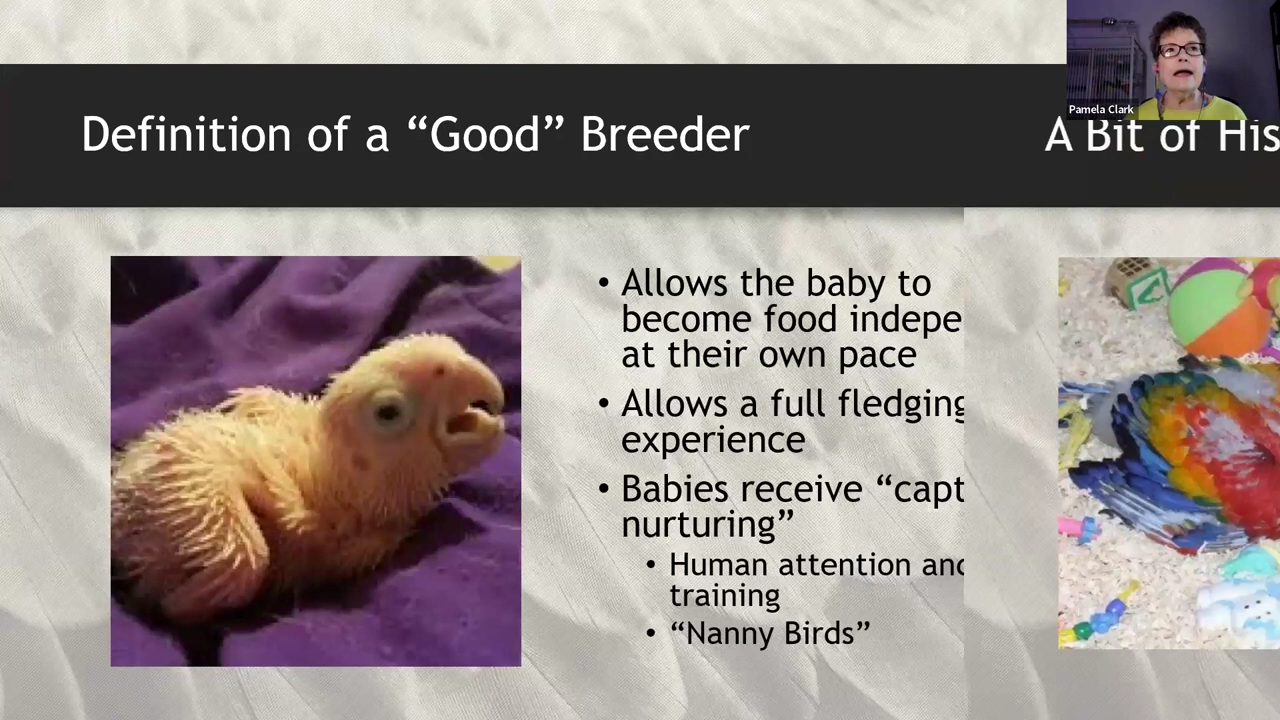 Pamela Clark
Definition of a “Good” Breeder
A Bit of His
• Allows the baby to
become food indepe
at their own pace
• Allows a full fledging
experience
• Babies receive “capt
nurturing”
• Human attention and
training
• “Nanny Birds”